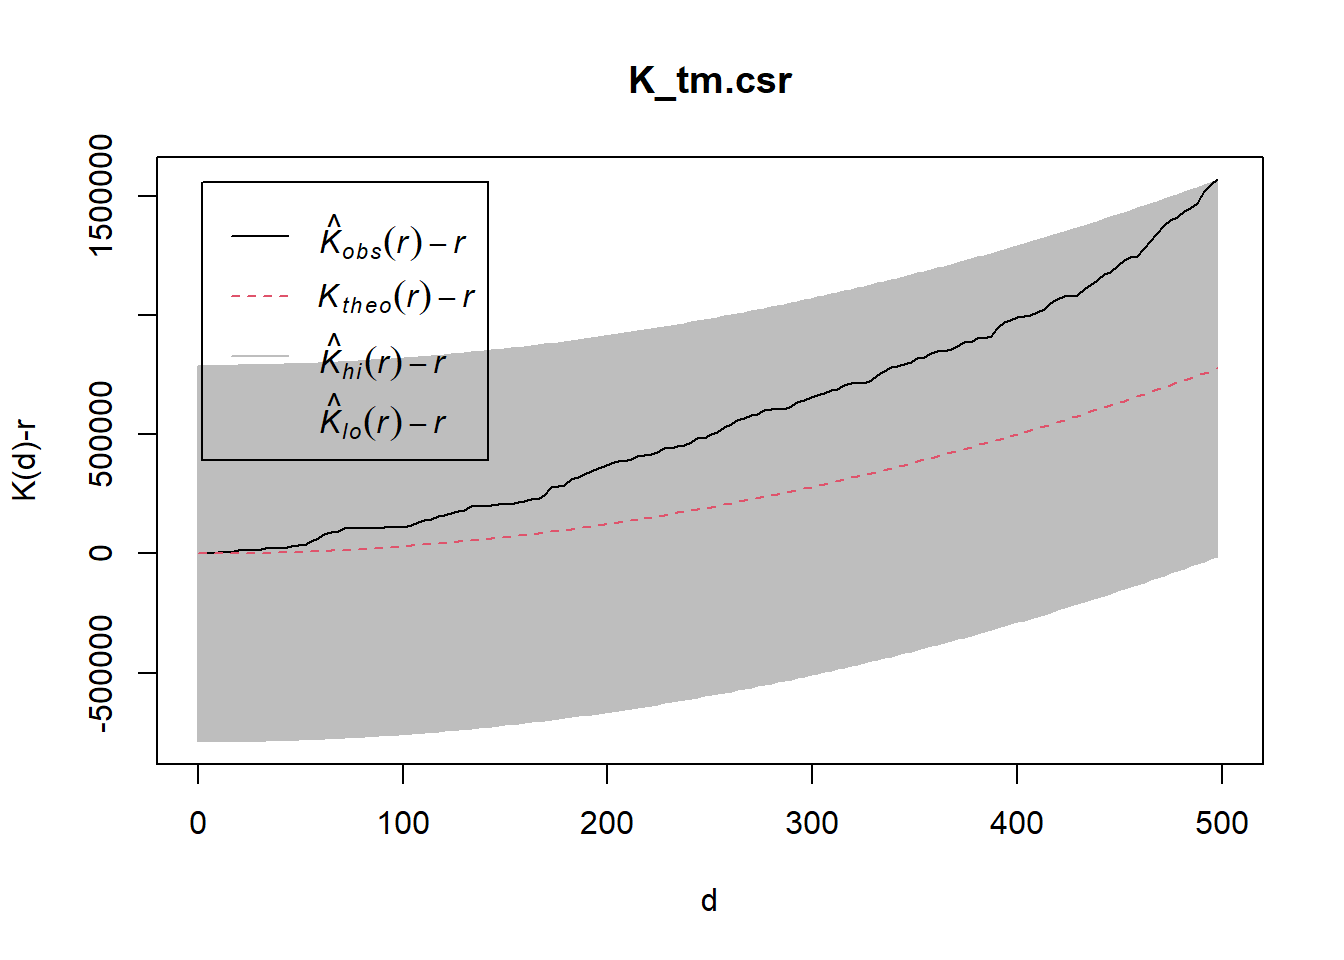 K_tm.csr
K(d)-r
1500000
500000
0
-500000
K̂obs(r) − r
Ktheo(r) − r
K̂hi(r) − r
K̂lo(r) − r
0 100 200 300 400 500
d